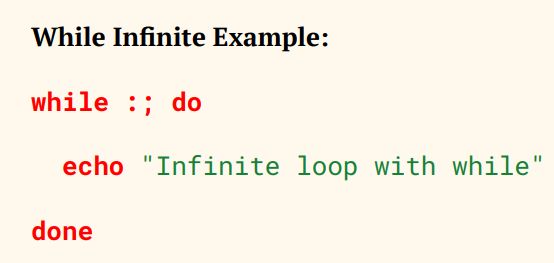 While Infinite Example:
while :; do
echo "Infinite loop with while"
done